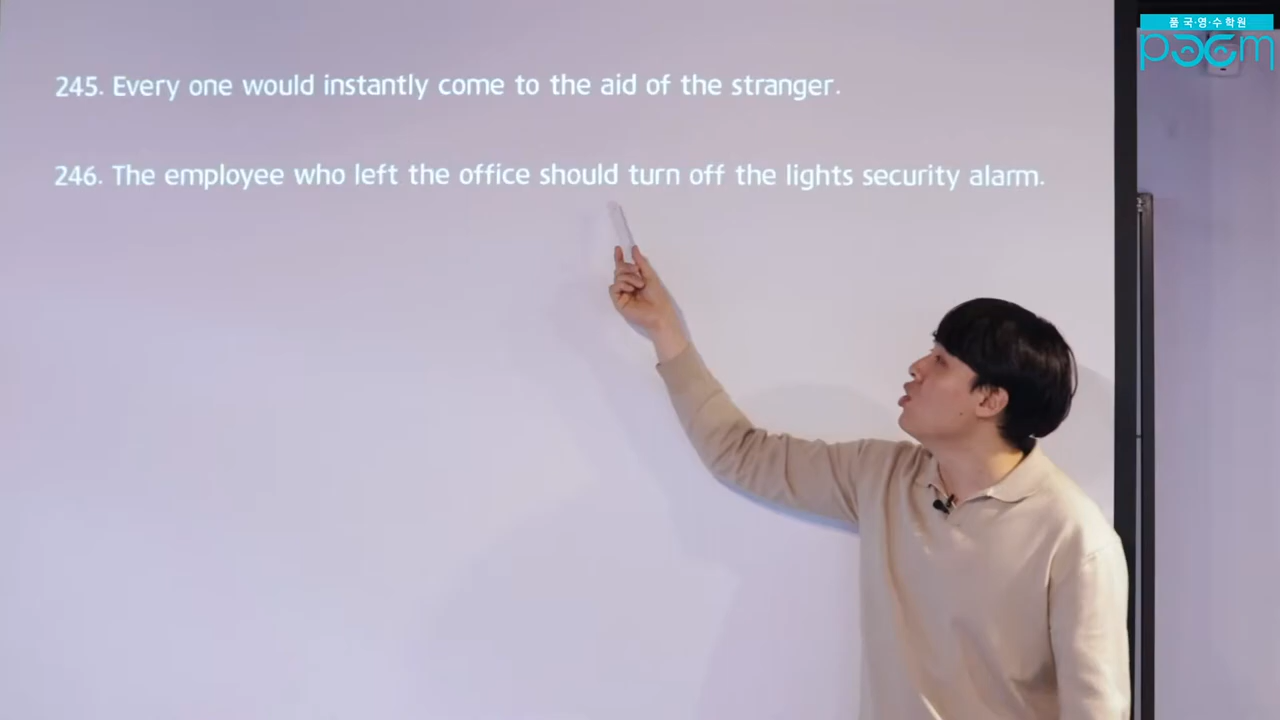 품 국·영·수 학원
poem
245. Every one would instantly come to the aid of the stranger.
246. The employee who left the office should turn off the lights security alarm.